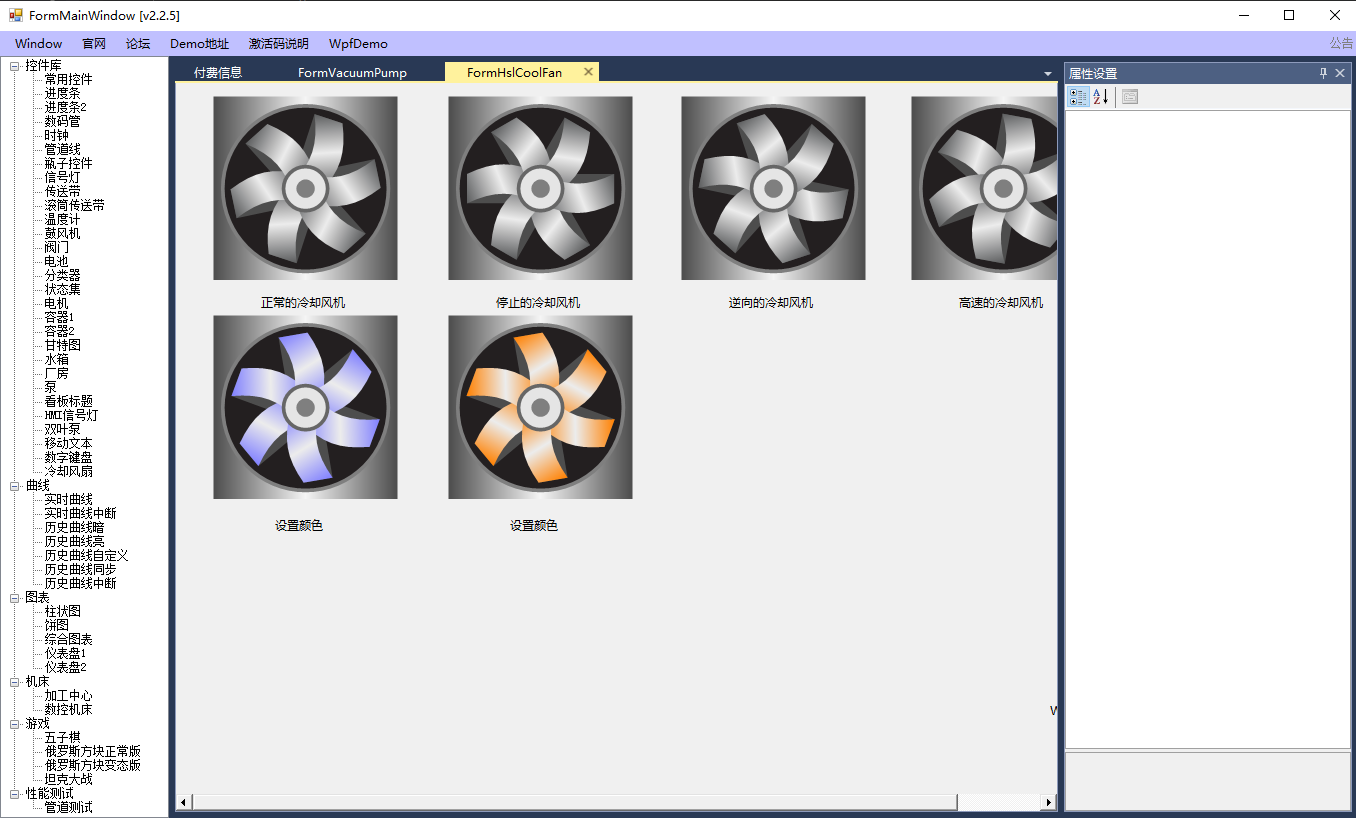 FormMainWindow [v2.2.5]
Window 官网 论坛 Demo地址 激活码说明 WpfDemo 公告
控件库
常用控件
进度条
进度条2
数码管
时钟
管道线
瓶子控件
信号灯
传送带
滚筒传送带
温度计
鼓风机
阀门
电池
分类器
状态集
电机
容器1
容器2
甘特图
水箱
厂房
泵
看板标题
HMI信号灯
双叶泵
移动文本
数字键盘
冷却风扇
曲线
实时曲线
实时曲线中断
历史曲线暗
历史曲线亮
历史曲线自定义
历史曲线同步
历史曲线中断
图表
柱状图
饼图
综合图表
仪表盘1
仪表盘2
机床
加工中心
数控机床
游戏
五子棋
俄罗斯方块正常版
俄罗斯方块变态版
坦克大战
性能测试
管道测试
付费信息 FormVacuumPump FormHslCoolFan
正常的冷却风机 停止的冷却风机 逆向的冷却风机 高速的冷却风机
设置颜色 设置颜色
W
属性设置
A
Z